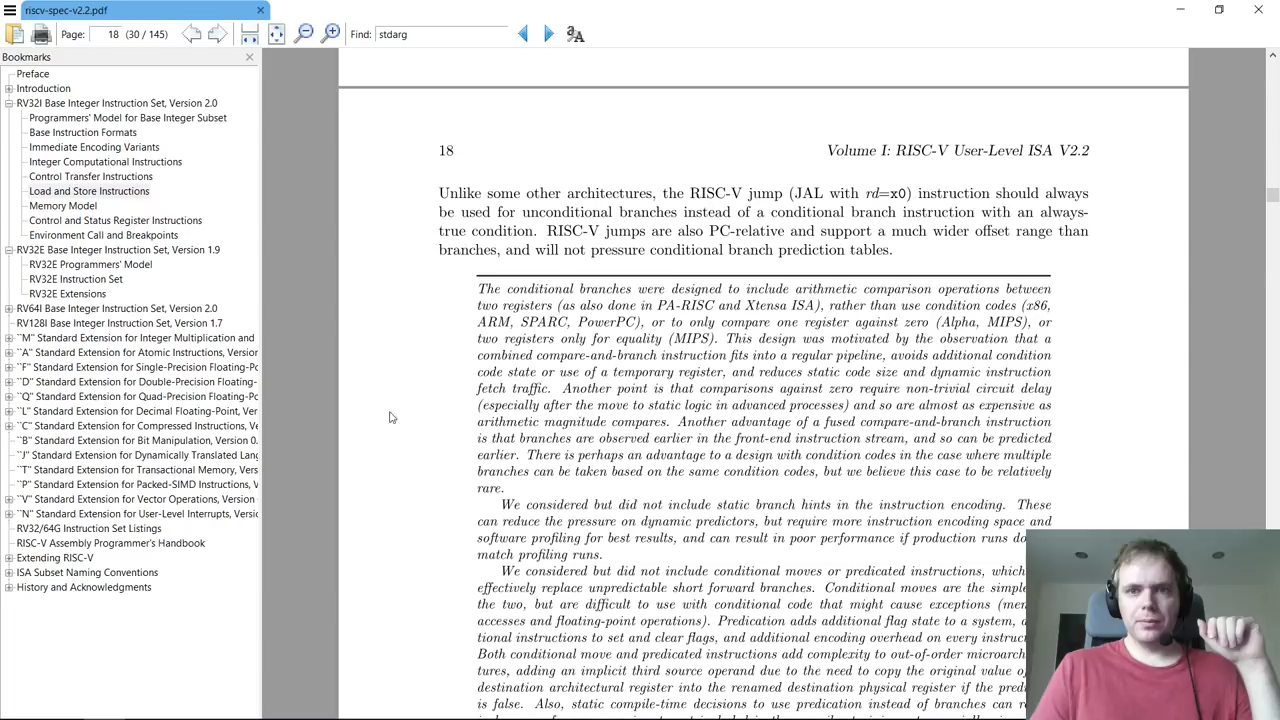 riscv-spec-v2.2.pdf
Page: 18 (30 / 145) Find: stdarg
Bookmarks
Preface
Introduction
RV32I Base Integer Instruction Set, Version 2.0
Programmers' Model for Base Integer Subset
Base Instruction Formats
Immediate Encoding Variants
Integer Computational Instructions
Control Transfer Instructions
Load and Store Instructions
Memory Model
Control and Status Register Instructions
Environment Call and Breakpoints
RV32E Base Integer Instruction Set, Version 1.9
RV32E Programmers' Model
RV32E Instruction Set
RV32E Extensions
RV64I Base Integer Instruction Set, Version 2.0
RV128I Base Integer Instruction Set, Version 1.7
``M'' Standard Extension for Integer Multiplication and
``A'' Standard Extension for Atomic Instructions, Version
``F'' Standard Extension for Single-Precision Floating-Po
``D'' Standard Extension for Double-Precision Floating-
``Q'' Standard Extension for Quad-Precision Floating-Po
``L'' Standard Extension for Decimal Floating-Point, Ver
``C'' Standard Extension for Compressed Instructions, Ve
``B'' Standard Extension for Bit Manipulation, Version 0.
``J'' Standard Extension for Dynamically Translated Lang
``T'' Standard Extension for Transactional Memory, Vers
``P'' Standard Extension for Packed-SIMD Instructions, V
``V'' Standard Extension for Vector Operations, Version
``N'' Standard Extension for User-Level Interrupts, Versio
RV32/64G Instruction Set Listings
RISC-V Assembly Programmer's Handbook
Extending RISC-V
ISA Subset Naming Conventions
History and Acknowledgments
18 Volume I: RISC-V User-Level ISA V2.2
Unlike some other architectures, the RISC-V jump (JAL with rd=x0) instruction should always
be used for unconditional branches instead of a conditional branch instruction with an always-
true condition. RISC-V jumps are also PC-relative and support a much wider offset range than
branches, and will not pressure conditional branch prediction tables.
The conditional branches were designed to include arithmetic comparison operations between
two registers (as also done in PA-RISC and Xtensa ISA), rather than use condition codes (x86,
ARM, SPARC, PowerPC), or to only compare one register against zero (Alpha, MIPS), or
two registers only for equality (MIPS). This design was motivated by the observation that a
combined compare-and-branch instruction fits into a regular pipeline, avoids additional condition
code state or use of a temporary register, and reduces static code size and dynamic instruction
fetch traffic. Another point is that comparisons against zero require non-trivial circuit delay
(especially after the move to static logic in advanced processes) and so are almost as expensive as
arithmetic magnitude compares. Another advantage of a fused compare-and-branch instruction
is that branches are observed earlier in the front-end instruction stream, and so can be predicted
earlier. There is perhaps an advantage to a design with condition codes in the case where multiple
branches can be taken based on the same condition codes, but we believe this case to be relatively
rare.
We considered but did not include static branch hints in the instruction encoding. These
can reduce the pressure on dynamic predictors, but require more instruction encoding space and
software profiling for best results, and can result in poor performance if production runs do
match profiling runs.
We considered but did not include conditional moves or predicated instructions, which
effectively replace unpredictable short forward branches. Conditional moves are the simple
the two, but are difficult to use with conditional code that might cause exceptions (mem
accesses and floating-point operations). Predication adds additional flag state to a system, a
tional instructions to set and clear flags, and additional encoding overhead on every instruc
Both conditional move and predicated instructions add complexity to out-of-order microarch
tures, adding an implicit third source operand due to the need to copy the original value of
destination architectural register into the renamed destination physical register if the pred
is false. Also, static compile-time decisions to use predication instead of branches can r